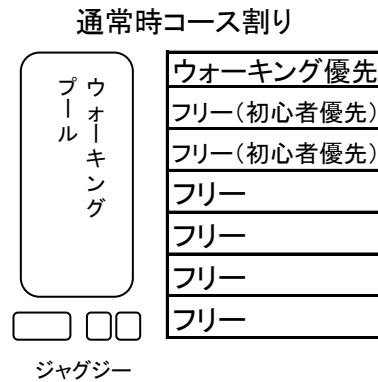 通常時コース割り
ウォーキング
プール
ウォーキング優先
フリー(初心者優先)
フリー(初心者優先)
フリー
フリー
フリー
フリー
ジャグジー